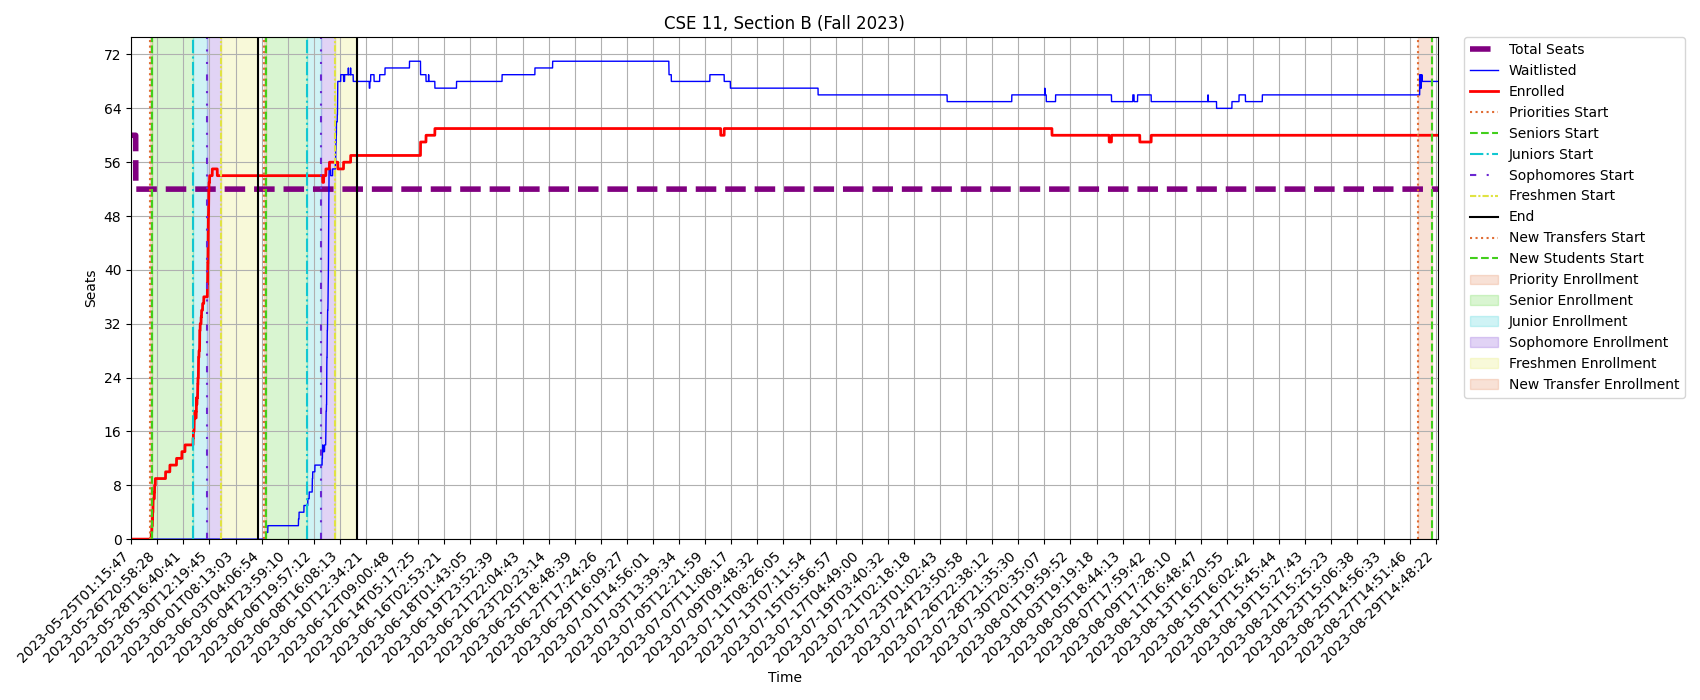 CSE 11, Section B (Fall 2023)
72
64
56
48
40
32
24
16
8
0
Seats
2023-05-25T01:15:47
2023-05-26T20:58:28
2023-05-28T16:40:41
2023-05-30T12:19:45
2023-06-01T08:13:03
2023-06-03T04:06:54
2023-06-04T23:59:10
2023-06-06T19:57:12
2023-06-08T16:08:13
2023-06-10T12:34:21
2023-06-12T09:00:48
2023-06-14T05:17:25
2023-06-16T02:53:21
2023-06-18T01:43:05
2023-06-19T23:52:39
2023-06-21T22:04:43
2023-06-23T20:23:14
2023-06-25T18:48:39
2023-06-27T17:24:26
2023-06-29T16:09:27
2023-07-01T14:56:01
2023-07-03T13:39:34
2023-07-05T12:21:59
2023-07-07T11:08:17
2023-07-09T09:48:32
2023-07-11T08:26:05
2023-07-13T07:11:54
2023-07-15T05:56:57
2023-07-17T04:49:00
2023-07-19T03:40:32
2023-07-21T02:18:18
2023-07-23T01:02:43
2023-07-24T23:50:58
2023-07-26T22:38:12
2023-07-28T21:35:30
2023-07-30T20:35:07
2023-08-01T19:59:52
2023-08-03T19:19:18
2023-08-05T18:44:13
2023-08-07T17:59:42
2023-08-09T17:28:10
2023-08-11T16:48:47
2023-08-13T16:20:55
2023-08-15T16:02:42
2023-08-17T15:45:44
2023-08-19T15:27:43
2023-08-21T15:25:23
2023-08-23T15:06:38
2023-08-25T14:56:33
2023-08-27T14:51:46
2023-08-29T14:48:22
Time
Total Seats
Waitlisted
Enrolled
Priorities Start
Seniors Start
Juniors Start
Sophomores Start
Freshmen Start
End
New Transfers Start
New Students Start
Priority Enrollment
Senior Enrollment
Junior Enrollment
Sophomore Enrollment
Freshmen Enrollment
New Transfer Enrollment